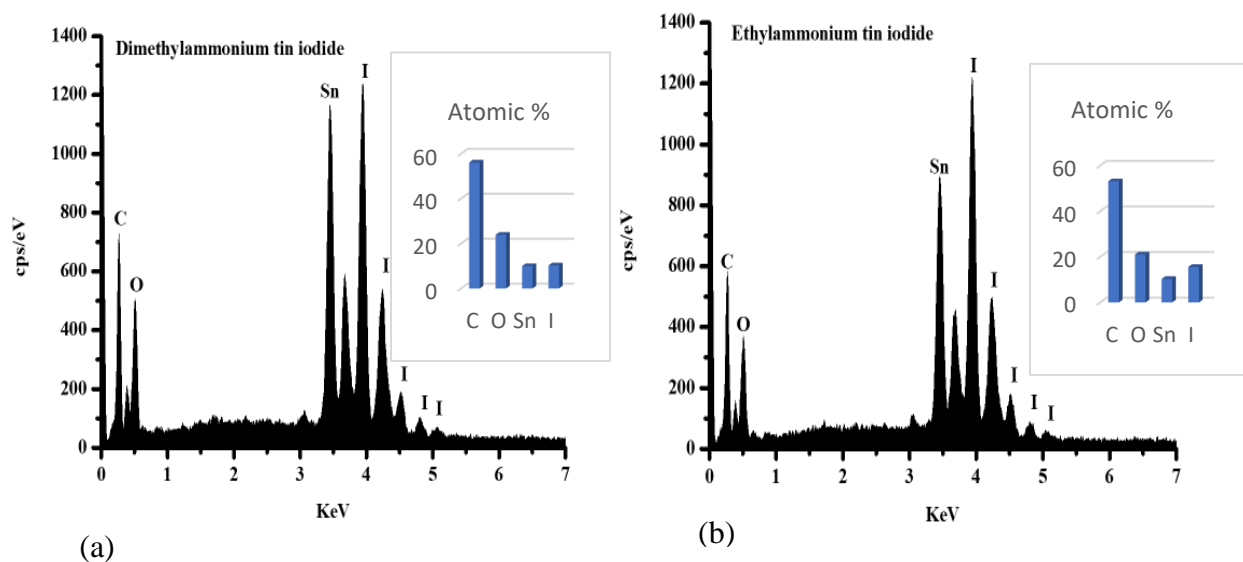 1400
1200
1000
800
600
400
200
0
cps/eV
Dimethylammonium tin iodide
C
O
Sn
I
I
I
I
I
Atomic %
60
40
20
0
C O Sn I
0 1 2 3 4 5 6 7
KeV
(a)
1400
1200
1000
800
600
400
200
0
cps/eV
Ethylammonium tin iodide
C
O
Sn
I
I
I
I
I
Atomic %
60
40
20
0
C O Sn I
0 1 2 3 4 5 6 7
KeV
(b)